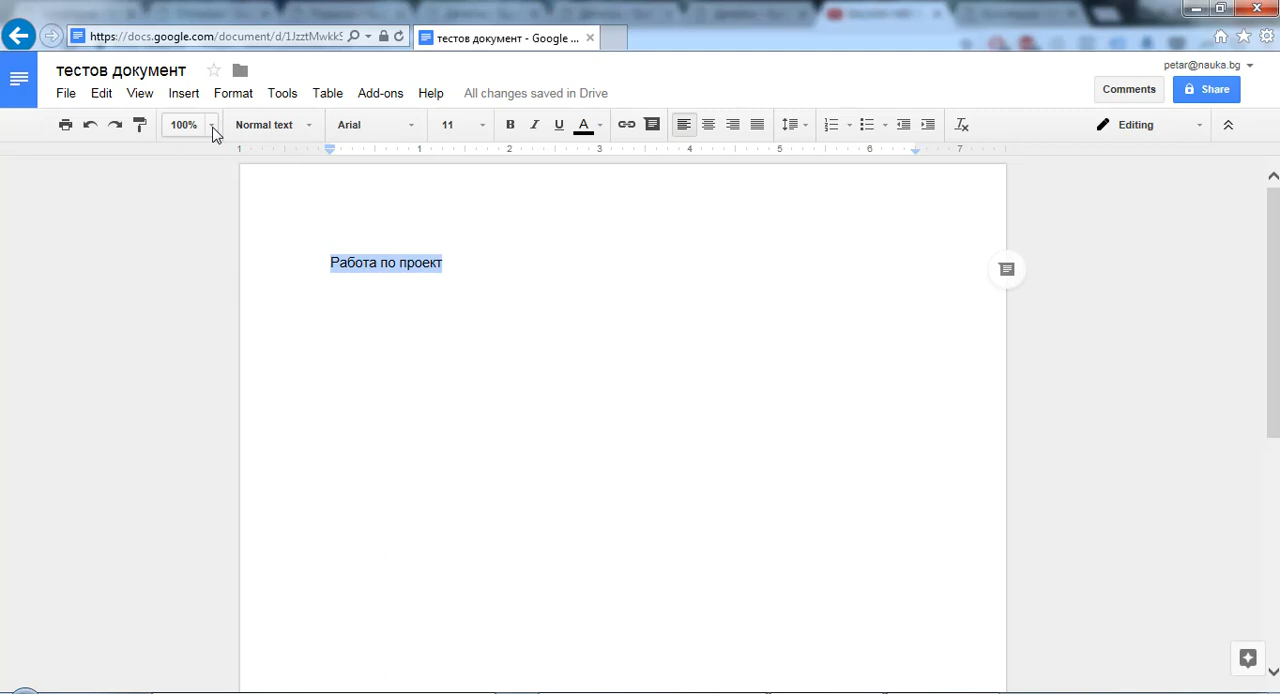 https://docs.google.com/document/d/1JzztMwkkS
тестов документ - Google ...
тестов документ
petar@nauka.bg
File Edit View Insert Format Tools Table Add-ons Help All changes saved in Drive
Comments Share
100% Normal text Arial 11 B I U A Editing
1 1 2 3 4 5 6 7
Работа по проект